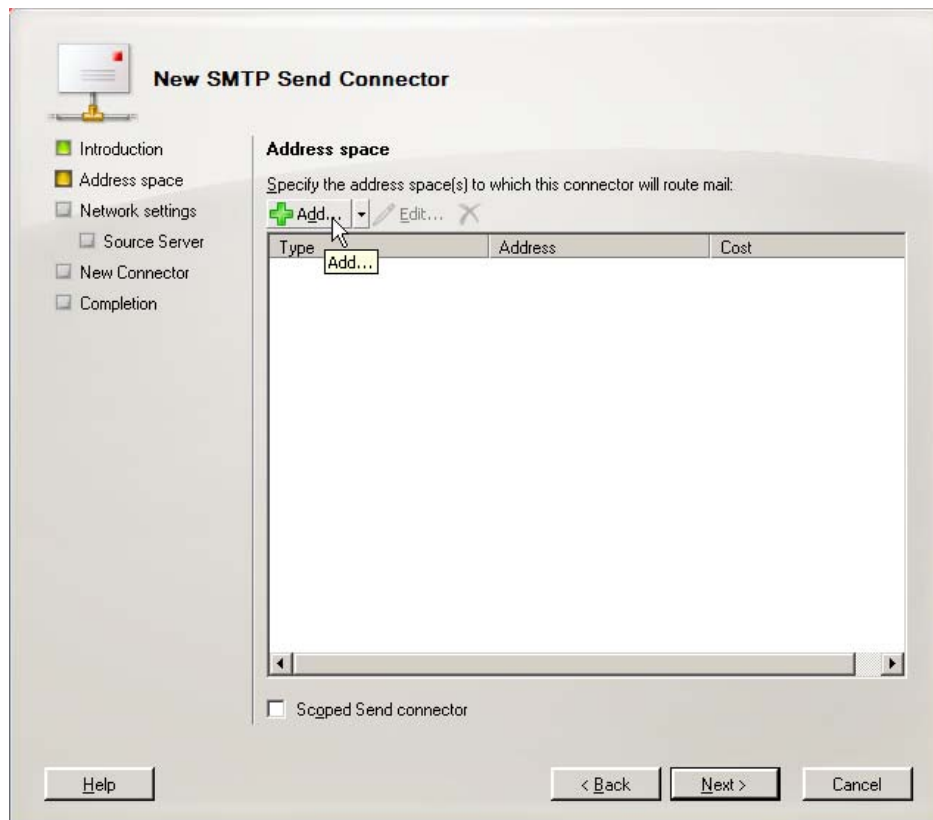 New SMTP Send Connector
Introduction
Address space
Network settings
Source Server
New Connector
Completion
Address space
Specify the address space(s) to which this connector will route mail:
Add... Edit...
Type Address Cost
Add...
Scoped Send connector
Help < Back Next > Cancel